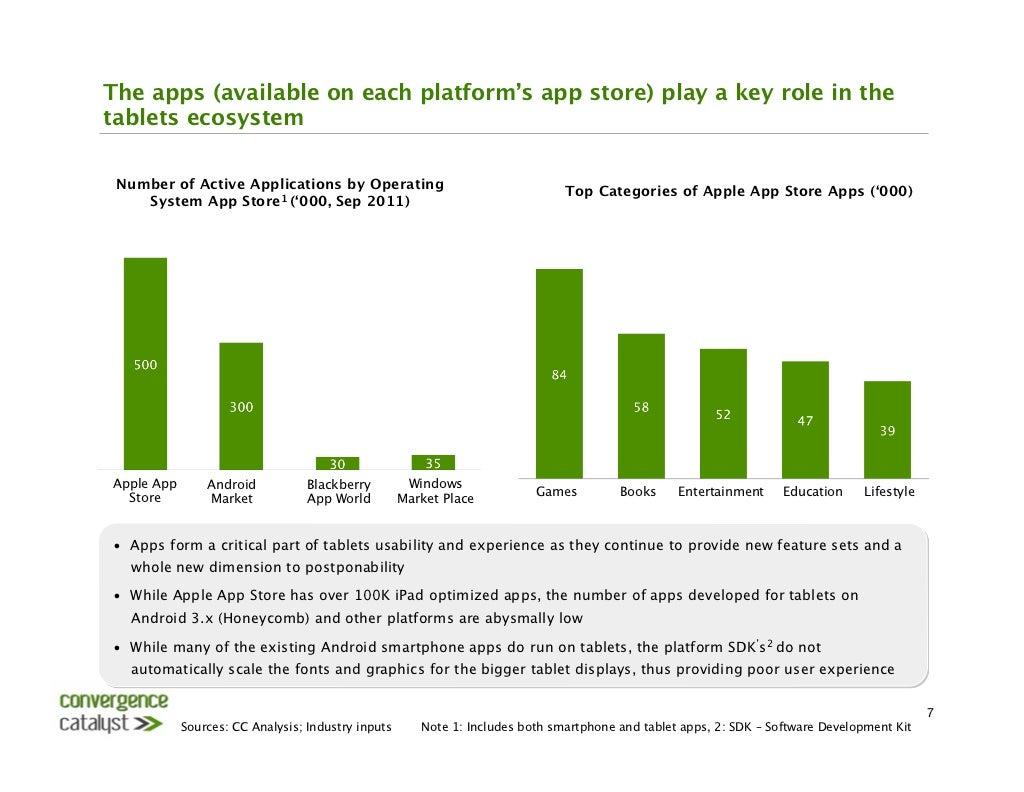 The apps (available on each platform’s app store) play a key role in the
tablets ecosystem
Number of Active Applications by Operating
System App Store1 (‘000, Sep 2011)
500
300
30
35
Apple App
Store
Android
Market
Blackberry
App World
Windows
Market Place
Top Categories of Apple App Store Apps (‘000)
84
58
52
47
39
Games
Books
Entertainment
Education
Lifestyle
• Apps form a critical part of tablets usability and experience as they continue to provide new feature sets and a
whole new dimension to postponability
• While Apple App Store has over 100K iPad optimized apps, the number of apps developed for tablets on
Android 3.x (Honeycomb) and other platforms are abysmally low
• While many of the existing Android smartphone apps do run on tablets, the platform SDK’s2 do not
automatically scale the fonts and graphics for the bigger tablet displays, thus providing poor user experience
convergence
catalyst
Sources: CC Analysis; Industry inputs
Note 1: Includes both smartphone and tablet apps, 2: SDK – Software Development Kit
7